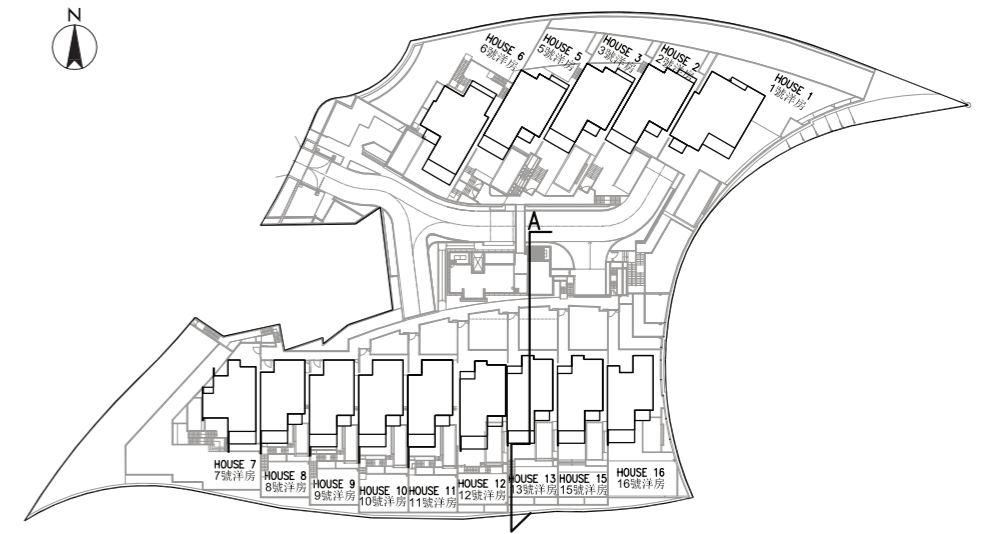 N
HOUSE 6
6號洋房
HOUSE 5
5號洋房
HOUSE 3
3號洋房
HOUSE 2
2號洋房
HOUSE 1
1號洋房
A
HOUSE 7
7號洋房
HOUSE 8
8號洋房
HOUSE 9
9號洋房
HOUSE 10
10號洋房
HOUSE 11
11號洋房
HOUSE 12
12號洋房
HOUSE 13
13號洋房
HOUSE 15
15號洋房
HOUSE 16
16號洋房